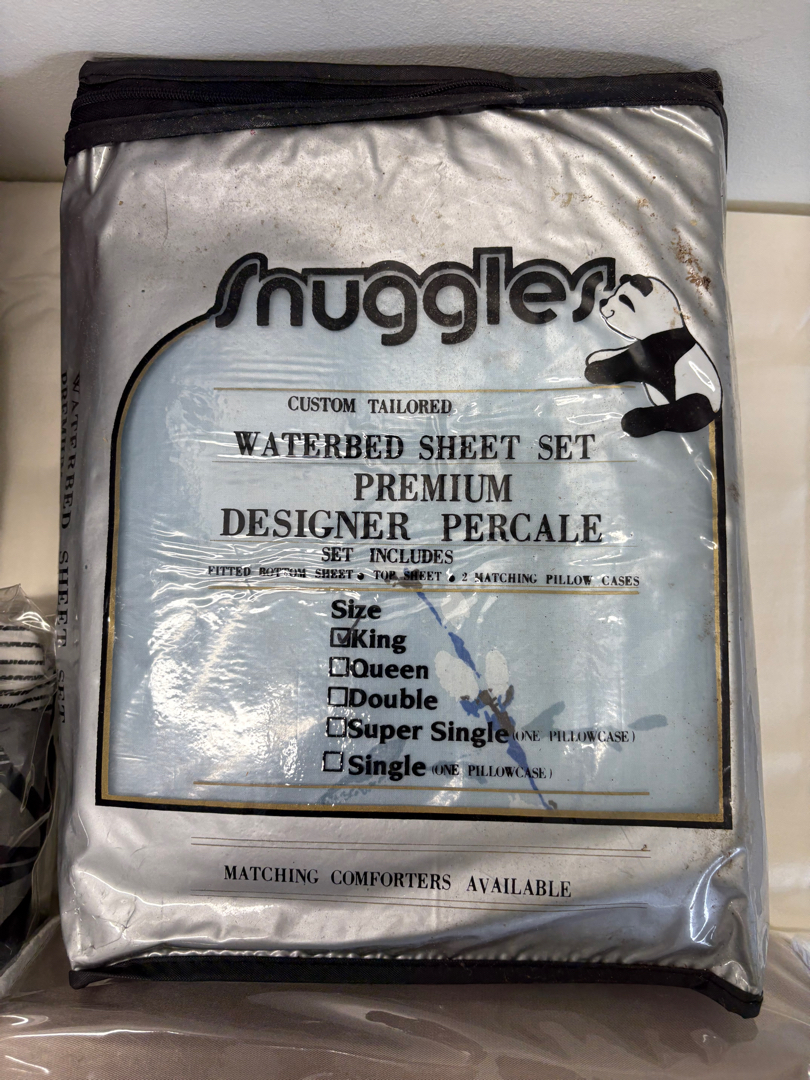 Snuggles
CUSTOM TAILORED
WATERBED SHEET SET
PREMIUM
DESIGNER PERCALE
SET INCLUDES
FITTED BOTTOM SHEET • TOP SHEET • 2 MATCHING PILLOW CASES
Size
☑King
☐Queen
☐Double
☐Super Single (ONE PILLOWCASE)
☐Single (ONE PILLOWCASE)
MATCHING COMFORTERS AVAILABLE
WATERBED SHEET SET